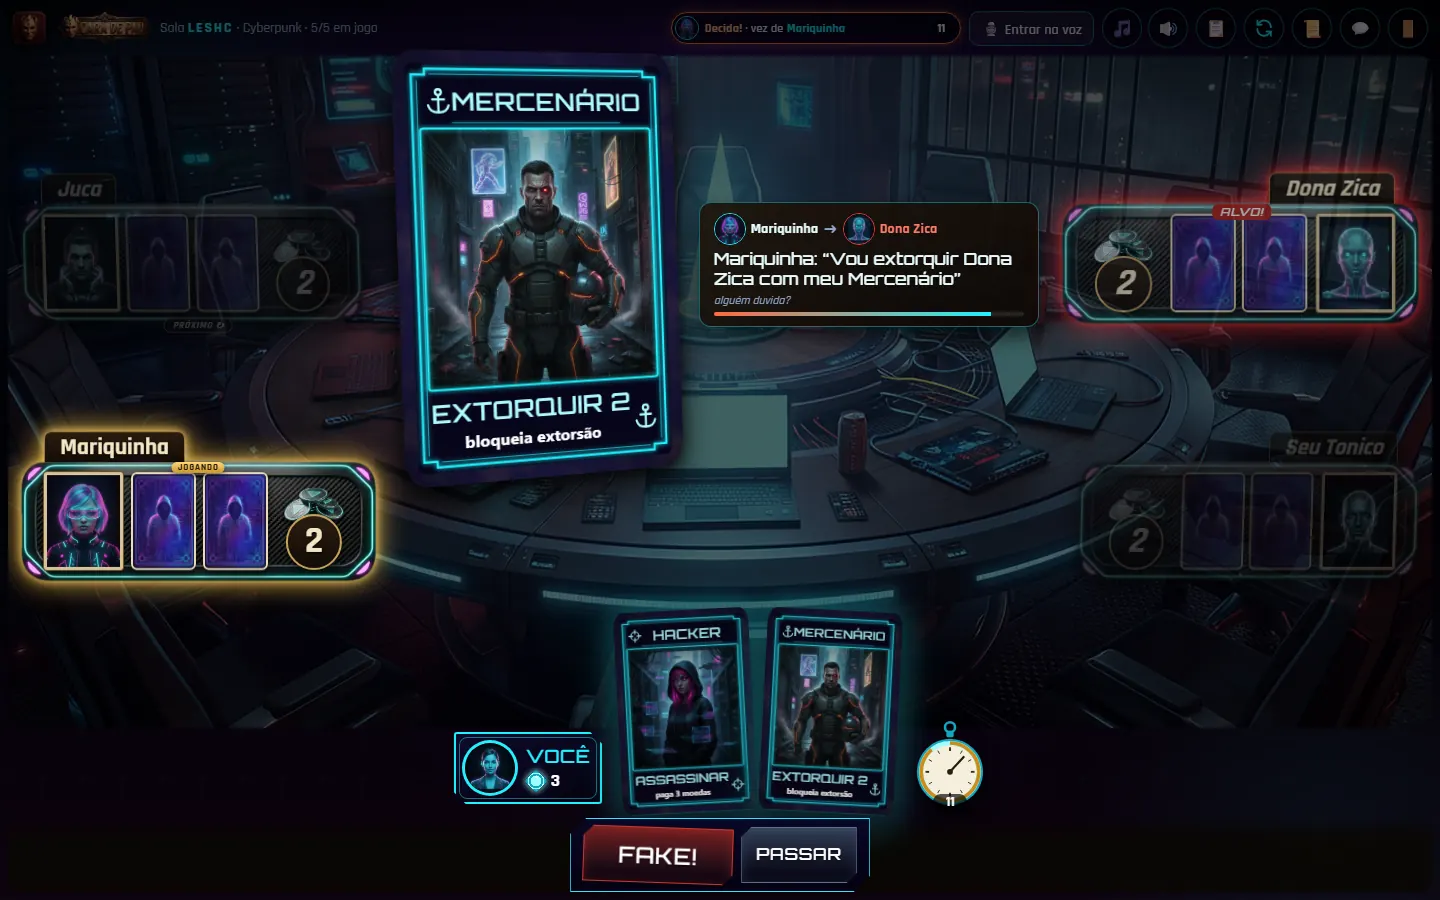 Sala LESHC · Cyberpunk · 5/5 em jogo
Decida! · vez de Mariquinha
11
Entrar na voz
MERCENÁRIO
EXTORQUIR 2
bloqueia extorsão
Juca
2
PRÓXIMO
Mariquinha → Dona Zica
Mariquinha: “Vou extorquir Dona
Zica com meu Mercenário”
alguém duvida?
Dona Zica
ALVO!
2
Mariquinha
JOGANDO
2
Seu Tonico
2
HACKER
ASSASSINAR
paga 3 moedas
MERCENÁRIO
EXTORQUIR 2
bloqueia extorsão
VOCÊ
3
11
FAKE!
PASSAR